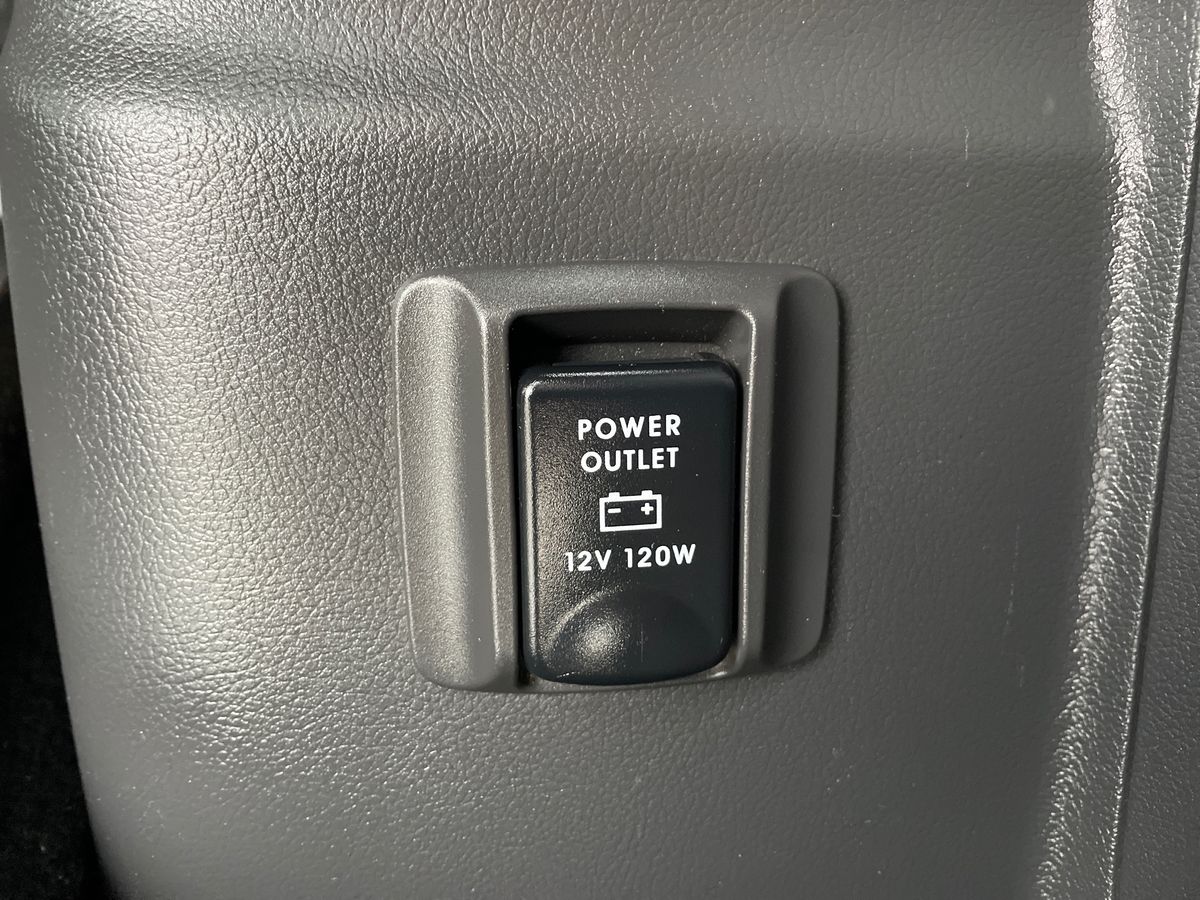 POWER
OUTLET
- +
12V 120W